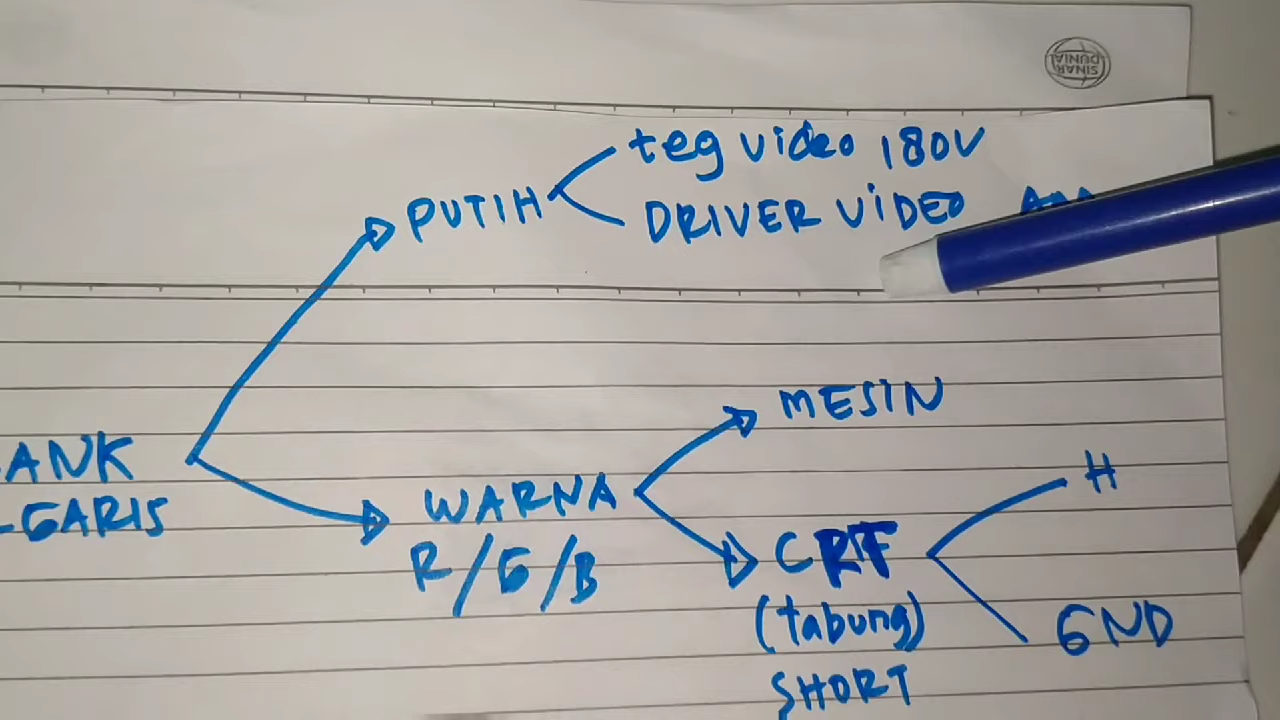 SINAR
DUNIA
teg video 180V
PUTIH
DRIVER VIDEO
MESIN
ANK
GARIS
WARNA
R/G/B
H
CRT
(tabung)
GND
SHORT